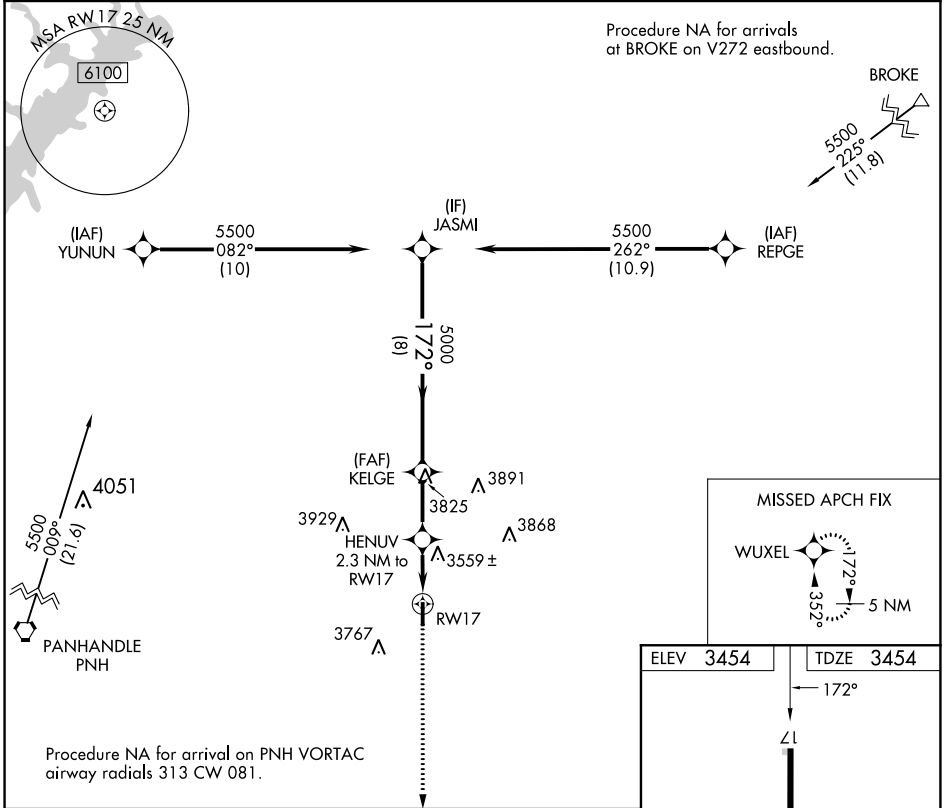 MSA RW17 25 NM
6100
Procedure NA for arrivals
at BROKE on V272 eastbound.
BROKE
5500
225°
(11.8)
(IAF)
YUNUN
5500
082°
(10)
(IF)
JASMI
5500
262°
(10.9)
(IAF)
REPGE
5000
172°
(8)
(FAF)
KELGE
3825
3891
3929
HENUV
2.3 NM to
RW17
3868
3559 ±
RW17
3767
4051
5500
009°
(21.6)
PANHANDLE
PNH
MISSED APCH FIX
WUXEL
172°
352°
5 NM
ELEV 3454
TDZE 3454
172°
17
Procedure NA for arrival on PNH VORTAC
airway radials 313 CW 081.